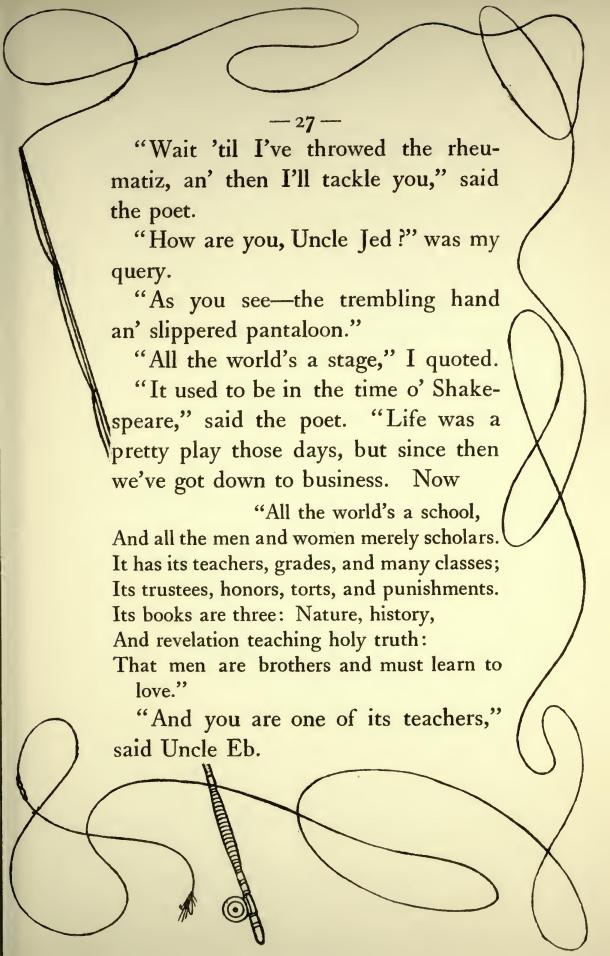 — 27 —
"Wait 'til I've throwed the rheu-
matiz, an' then I'll tackle you," said
the poet.
"How are you, Uncle Jed ?" was my
query.
"As you see—the trembling hand
an' slippered pantaloon."
"All the world's a stage," I quoted.
"It used to be in the time o' Shake-
speare," said the poet. "Life was a
pretty play those days, but since then
we've got down to business. Now
"All the world's a school,
And all the men and women merely scholars.
It has its teachers, grades, and many classes;
Its trustees, honors, torts, and punishments.
Its books are three: Nature, history,
And revelation teaching holy truth:
That men are brothers and must learn to
love."
"And you are one of its teachers,"
said Uncle Eb.